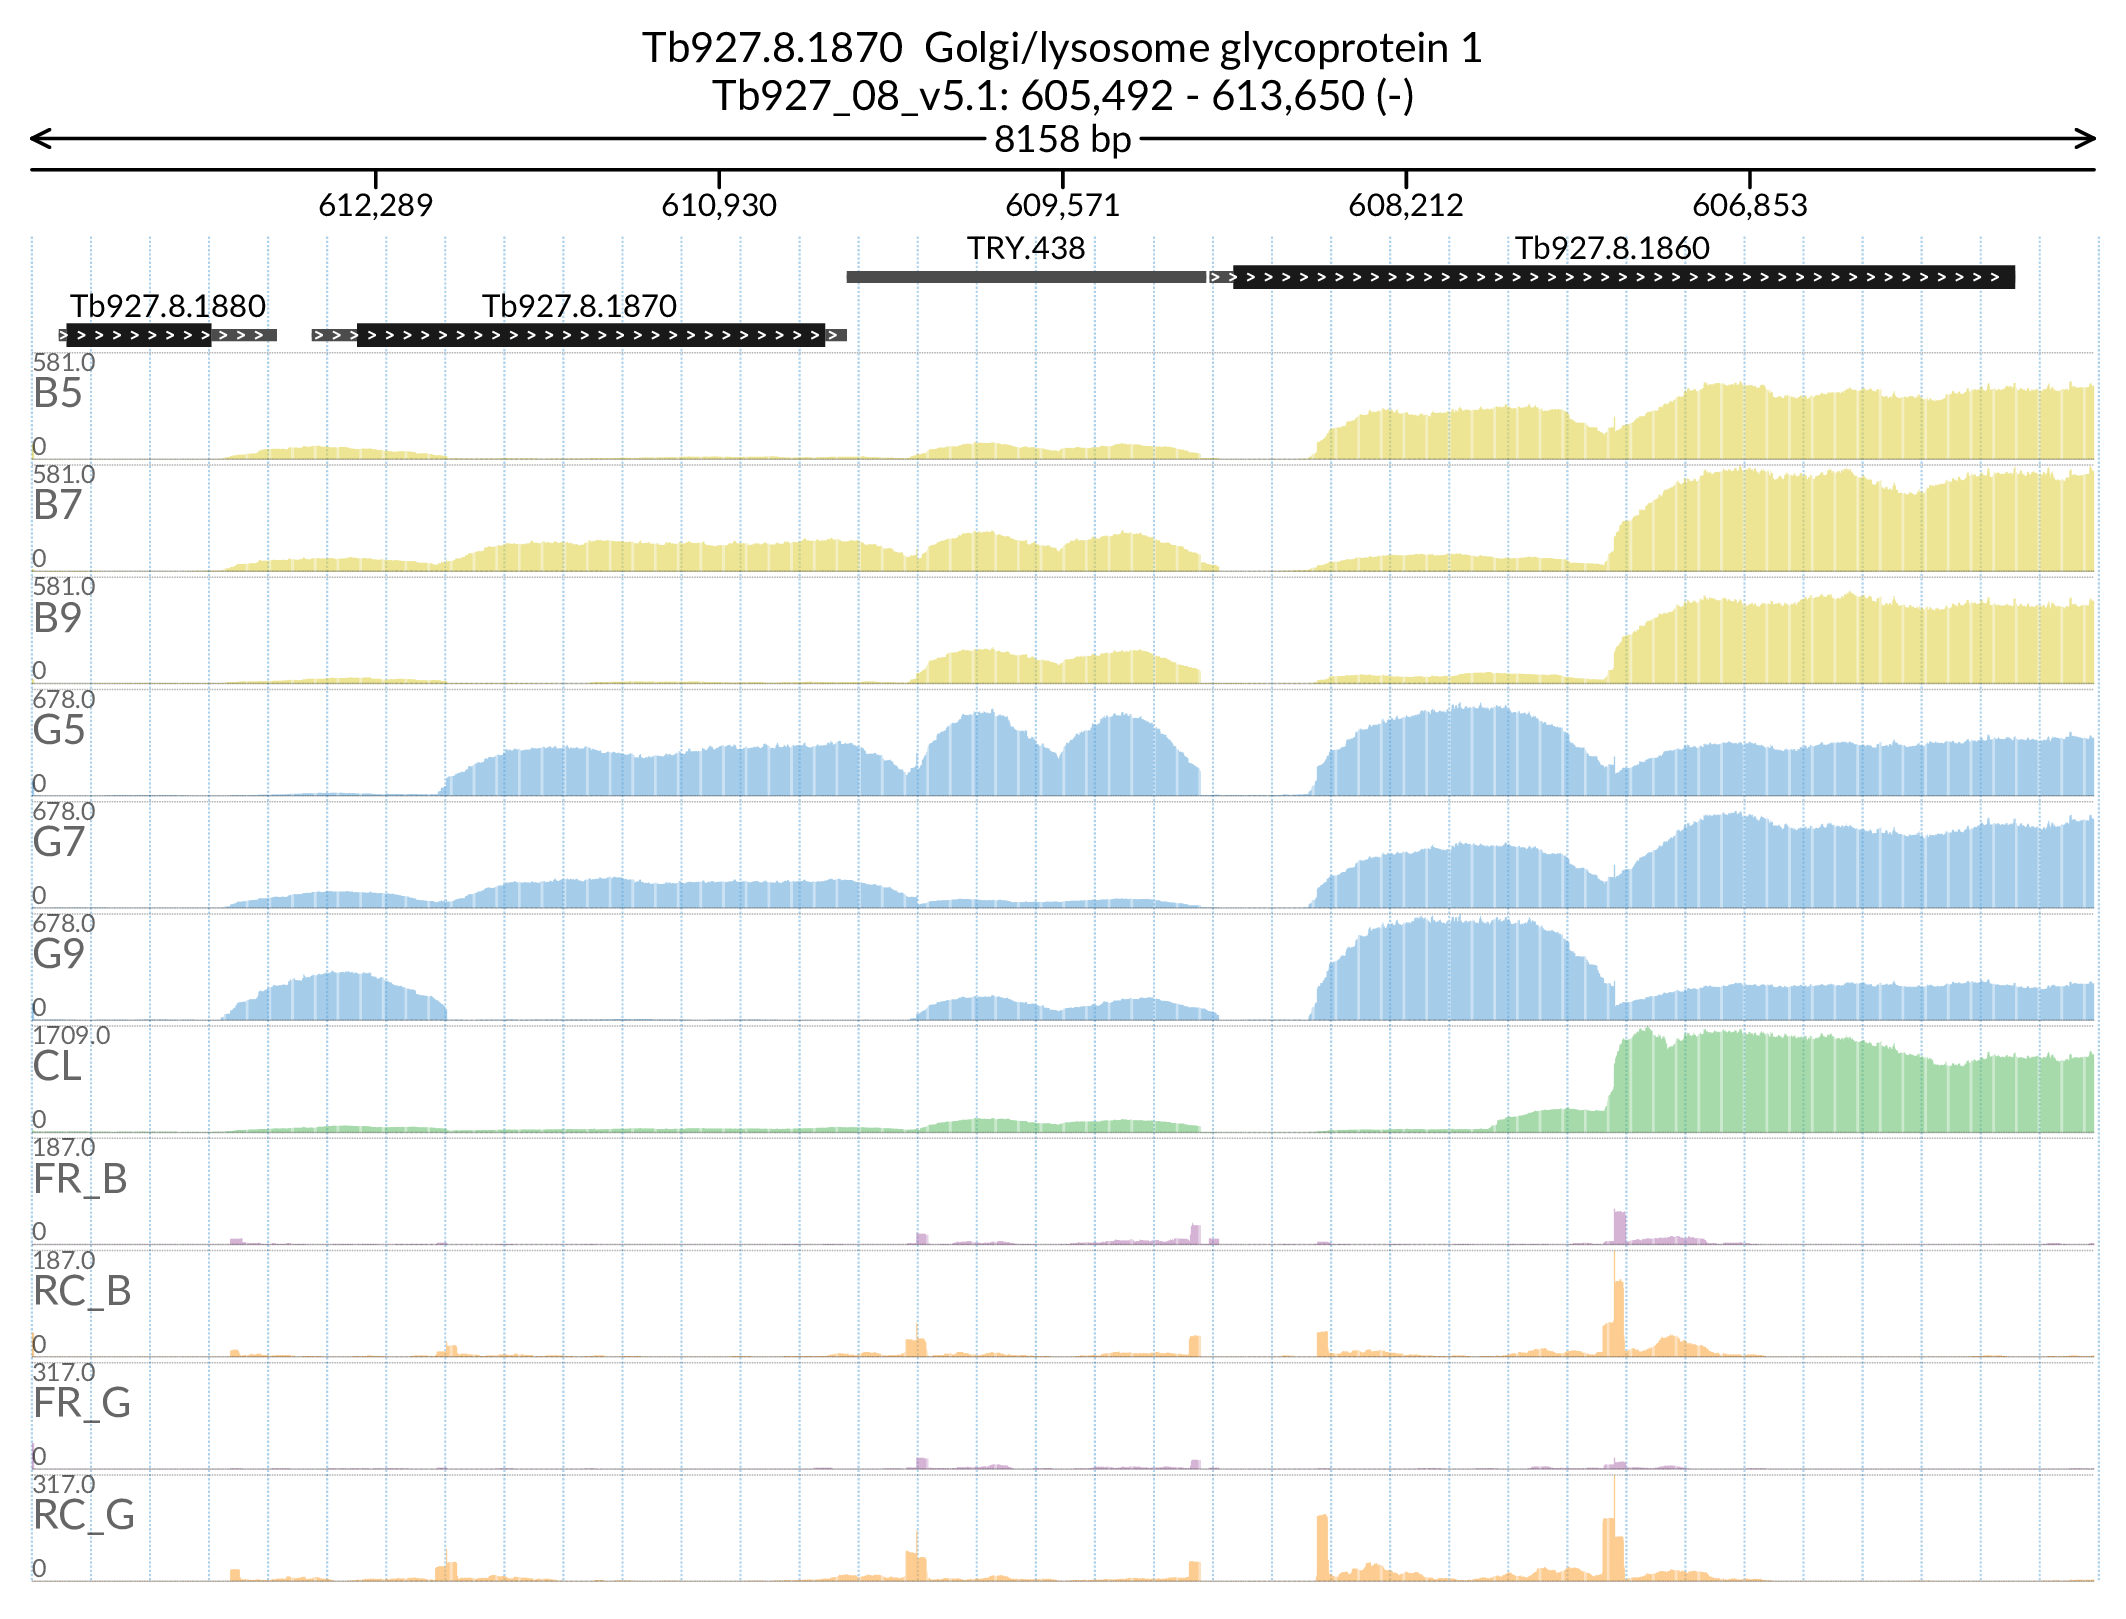 Tb927.8.1870 Golgi/lysosome glycoprotein 1
Tb927_08_v5.1: 605,492 - 613,650 (-)
8158 bp
612,289 610,930 609,571 608,212 606,853
TRY.438 Tb927.8.1860
Tb927.8.1880 Tb927.8.1870
581.0
B5
0
581.0
B7
0
581.0
B9
0
678.0
G5
0
678.0
G7
0
678.0
G9
0
1709.0
CL
0
187.0
FR_B
0
187.0
RC_B
0
317.0
FR_G
0
317.0
RC_G
0